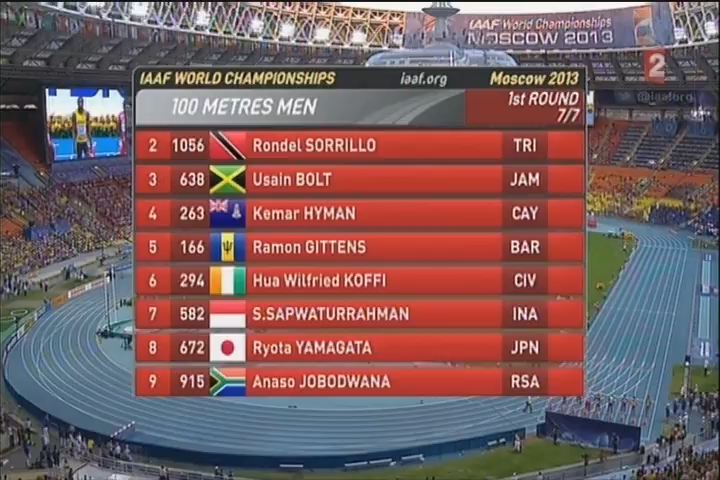 IAAF World Championships
MOSCOW 2013
2
@iaaforg
IAAF WORLD CHAMPIONSHIPS iaaf.org Moscow 2013
100 METRES MEN 1st ROUND
7/7
2 1056 Rondel SORRILLO TRI
3 638 Usain BOLT JAM
4 263 Kemar HYMAN CAY
5 166 Ramon GITTENS BAR
6 294 Hua Wilfried KOFFI CIV
7 582 S.SAPWATURRAHMAN INA
8 672 Ryota YAMAGATA JPN
9 915 Anaso JOBODWANA RSA